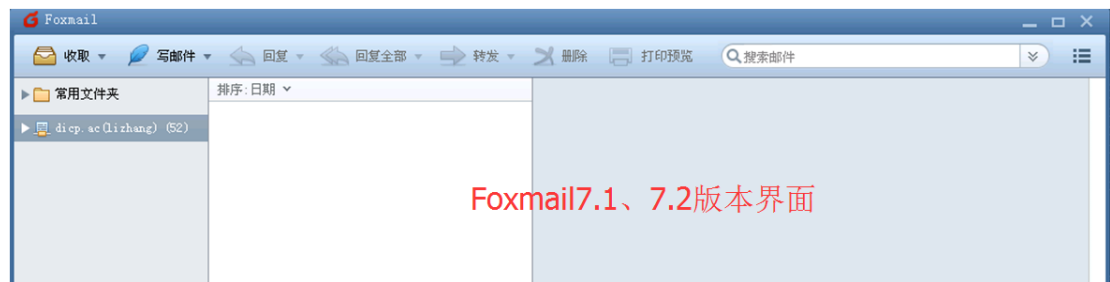 Foxmail
收取 写邮件 回复 回复全部 转发 删除 打印预览 搜索邮件
常用文件夹 排序:日期
dicp.ac(lizhang) (52)
Foxmail7.1、7.2版本界面